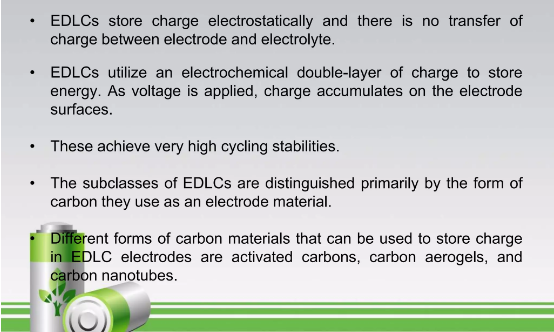 • EDLCs store charge electrostatically and there is no transfer of
charge between electrode and electrolyte.
• EDLCs utilize an electrochemical double-layer of charge to store
energy. As voltage is applied, charge accumulates on the electrode
surfaces.
• These achieve very high cycling stabilities.
• The subclasses of EDLCs are distinguished primarily by the form of
carbon they use as an electrode material.
• Different forms of carbon materials that can be used to store charge
in EDLC electrodes are activated carbons, carbon aerogels, and
carbon nanotubes.